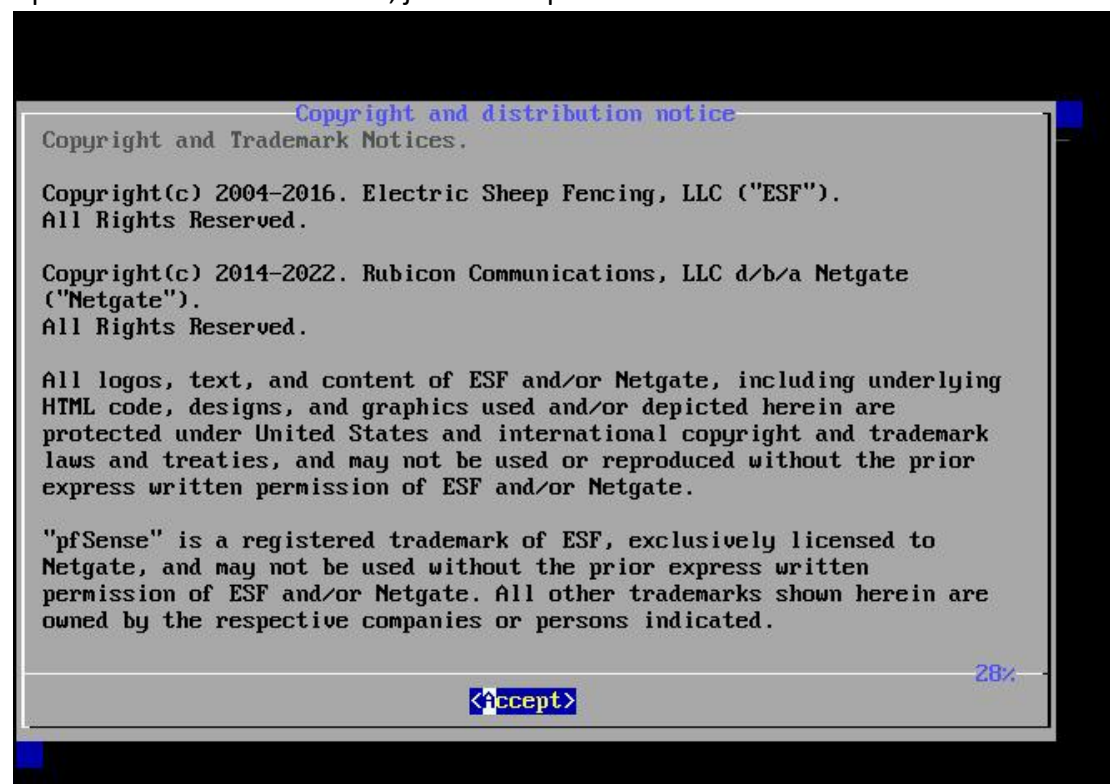 Copyright and distribution notice
Copyright and Trademark Notices.
Copyright(c) 2004-2016. Electric Sheep Fencing, LLC ("ESF").
All Rights Reserved.
Copyright(c) 2014-2022. Rubicon Communications, LLC d/b/a Netgate
("Netgate").
All Rights Reserved.
All logos, text, and content of ESF and/or Netgate, including underlying
HTML code, designs, and graphics used and/or depicted herein are
protected under United States and international copyright and trademark
laws and treaties, and may not be used or reproduced without the prior
express written permission of ESF and/or Netgate.
"pfSense" is a registered trademark of ESF, exclusively licensed to
Netgate, and may not be used without the prior express written
permission of ESF and/or Netgate. All other trademarks shown herein are
owned by the respective companies or persons indicated.
28%
<Accept>